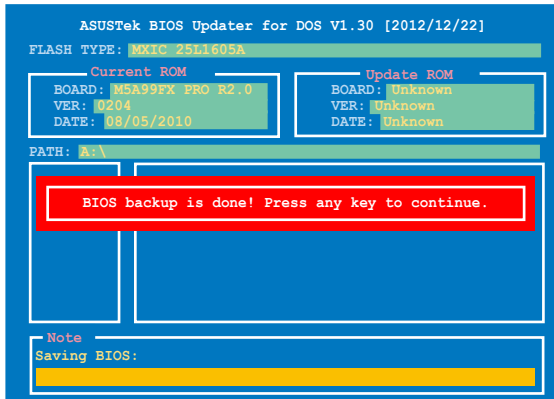 ASUSTek BIOS Updater for DOS V1.30 [2012/12/22]
FLASH TYPE: MXIC 25L1605A
Current ROM
BOARD: M5A99FX PRO R2.0
VER: 0204
DATE: 08/05/2010
Update ROM
BOARD: Unknown
VER: Unknown
DATE: Unknown
PATH: A:\
BIOS backup is done! Press any key to continue.
Note
Saving BIOS: